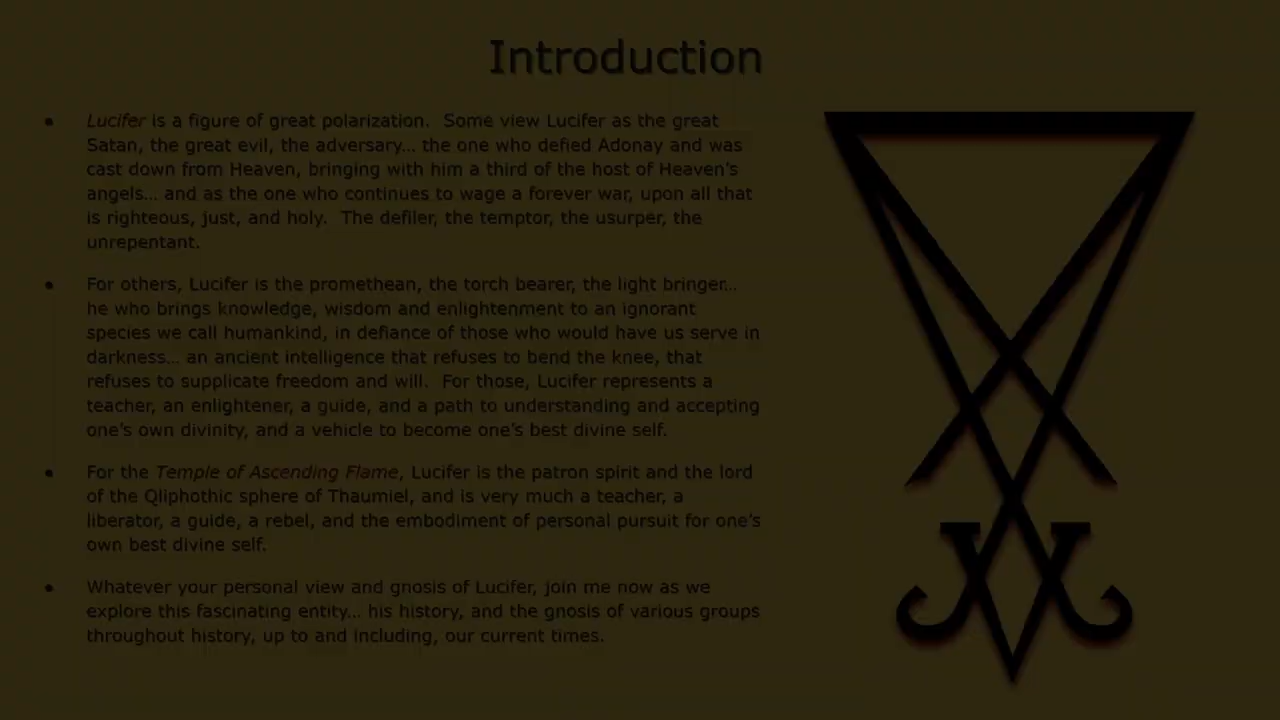 Introduction
• Lucifer is a figure of great polarization.  Some view Lucifer as the great
Satan, the great evil, the adversary... the one who defied Adonay and was
cast down from Heaven, bringing with him a third of the host of Heaven's
angels... and as the one who continues to wage a forever war, upon all that
is righteous, just, and holy.  The defiler, the temptor, the usurper, the
unrepentant.
• For others, Lucifer is the promethean, the torch bearer, the light bringer...
he who brings knowledge, wisdom and enlightenment to an ignorant
species we call humankind, in defiance of those who would have us serve in
darkness... an ancient intelligence that refuses to bend the knee, that
refuses to supplicate freedom and will.  For those, Lucifer represents a
teacher, an enlightener, a guide, and a path to understanding and accepting
one's own divinity, and a vehicle to become one's best divine self.
• For the Temple of Ascending Flame, Lucifer is the patron spirit and the lord
of the Qliphothic sphere of Thaumiel, and is very much a teacher, a
liberator, a guide, a rebel, and the embodiment of personal pursuit for one's
own best divine self.
• Whatever your personal view and gnosis of Lucifer, join me now as we
explore this fascinating entity... his history, and the gnosis of various groups
throughout history, up to and including, our current times.